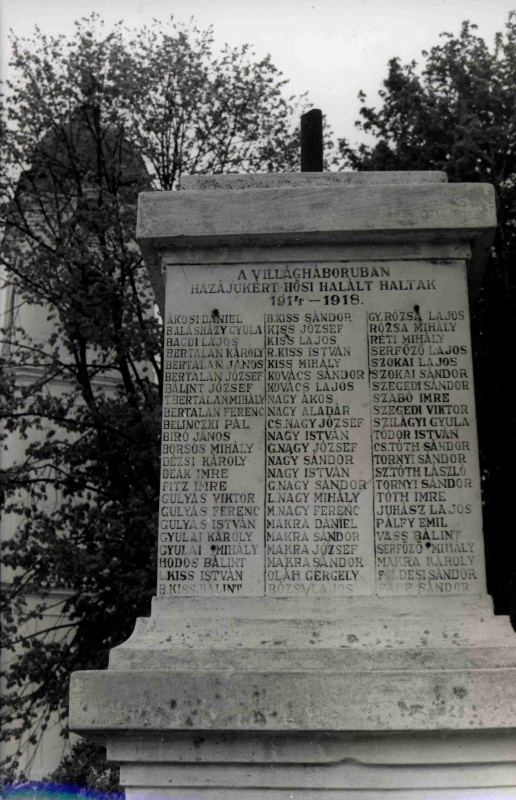 A VILLÁGHÁBORUBAN
HAZÁJUKÉRT HŐSI HALÁLT HALTAK
1914-1918.
ÁKOSI DÁNIEL
BALÁSHÁZY GYULA
BAGDI LAJOS
BERTALAN KÁROLY
BERTALAN JÁNOS
BERTALAN JÓZSEF
BÁLINT JÓZSEF
T.BERTALAN MIHÁLY
BERTALAN FERENC
BELINCZKI PÁL
BIRÓ JÁNOS
BORSOS MIHÁLY
DÉZSI KÁROLY
DEÁK IMRE
FITZ IMRE
GULYÁS VIKTOR
GULYÁS FERENC
GULYÁS ISTVÁN
GYULAI KÁROLY
GYULAI MIHÁLY
HODOS BÁLINT
L.KISS ISTVÁN
B.KISS BÁLINT
B.KISS SÁNDOR
KISS JÓZSEF
KISS LAJOS
R.KISS ISTVÁN
KISS MIHÁLY
KOVÁCS SÁNDOR
KOVÁCS LAJOS
NAGY ÁKOS
NAGY ALADÁR
CS.NAGY JÓZSEF
NAGY ISTVÁN
G.NAGY JÓZSEF
NAGY SÁNDOR
NAGY ISTVÁN
G.NAGY SÁNDOR
L.NAGY MIHÁLY
M.NAGY FERENC
MAKRA DÁNIEL
MAKRA SÁNDOR
MAKRA JÓZSEF
MAKRA SÁNDOR
OLÁH GERGELY
RÓZSA LAJOS
GY.RÓZSA LAJOS
RÓZSA MIHÁLY
RÉTI MIHÁLY
SERFŐZŐ LAJOS
SZOKAI LAJOS
SZOKAI SÁNDOR
SZEGEDI SÁNDOR
SZABÓ IMRE
SZEGEDI VIKTOR
SZILÁGYI GYULA
TÓDOR ISTVÁN
CS.TÓTH SÁNDOR
TORNYI SÁNDOR
SZ.TÓTH LÁSZLÓ
TORNYI SÁNDOR
TÓTH IMRE
JUHÁSZ LAJOS
PÁLFY EMIL
VASS BÁLINT
SERFŐZŐ MIHÁLY
MAKRA KÁROLY
FÖLDESI SÁNDOR
SÁNDOR